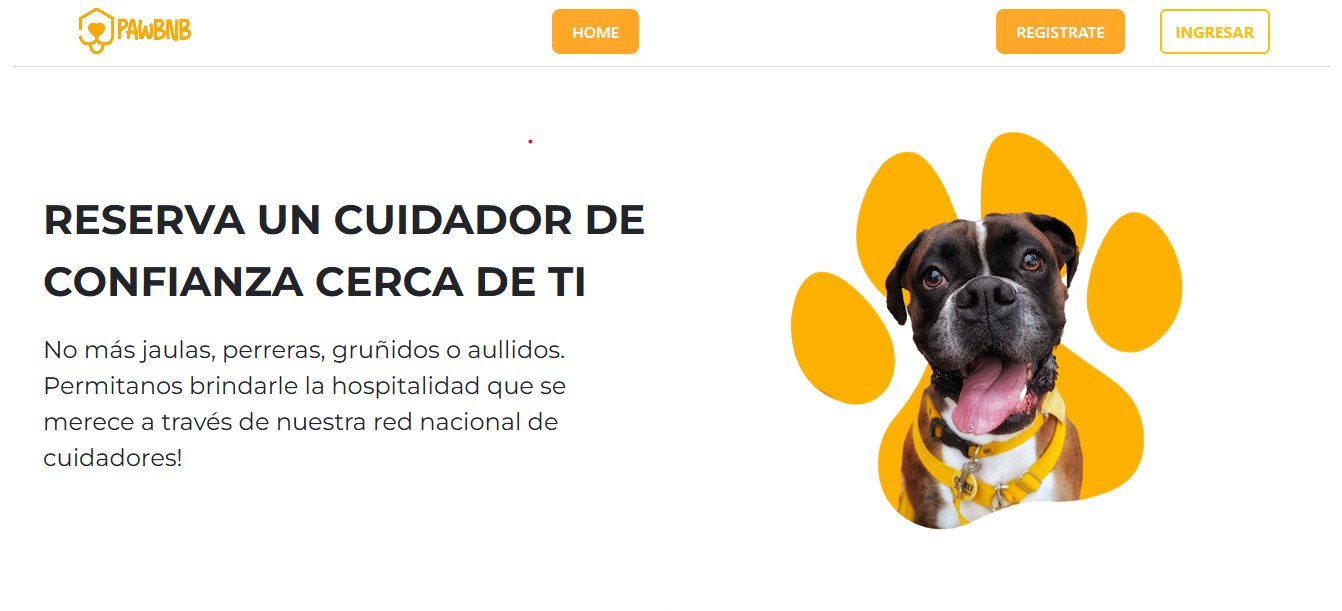 PAWBNB
HOME
REGISTRATE
INGRESAR
RESERVA UN CUIDADOR DE
CONFIANZA CERCA DE TI
No más jaulas, perreras, gruñidos o aullidos.
Permitanos brindarle la hospitalidad que se
merece a través de nuestra red nacional de
cuidadores!